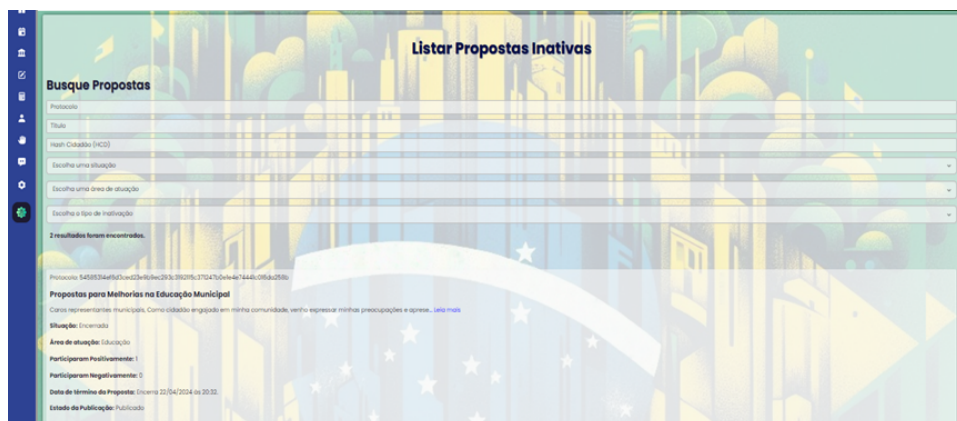 Listar Propostas Inativas
Busque Propostas
Protocolo
Título
Hash Cidadão (HCD)
Escolha uma situação
Escolha uma área de atuação
Escolha o tipo de Inativação
2 resultados foram encontrados.
Protocolo:
Propostas para Melhorias na Educação Municipal
Caros representantes municipais, Como cidadão engajado em minha comunidade, venho expressar minhas preocupações e aprese... Leia mais
Situação: Encerrada
Área de atuação: Educação
Participaram Positivamente: 1
Participaram Negativamente: 0
Data de término da Proposta: Encerra 22/04/2024 às 20:32.
Estado da Publicação: Publicada